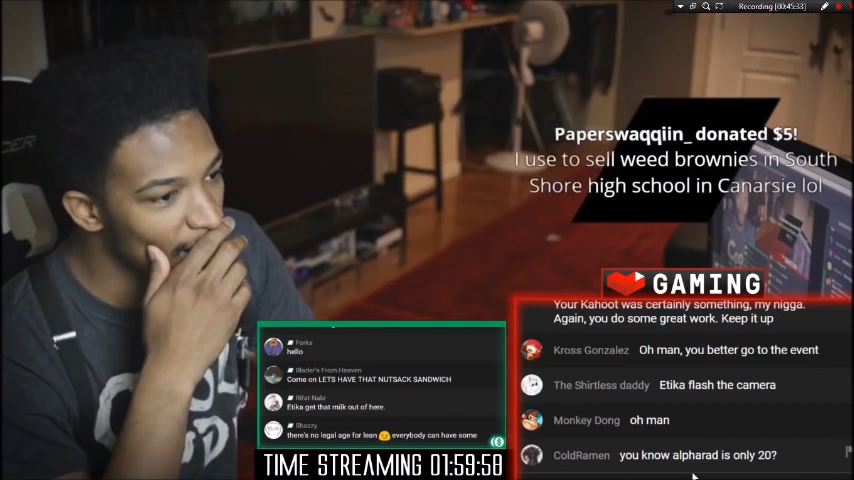 Recording [00:45:33]
Paperswaqqiin_ donated $5!
I use to sell weed brownies in South
Shore high school in Canarsie lol
GAMING
Your Kahoot was certainly something, my nigga.
Again, you do some great work. Keep it up
Kross Gonzalez Oh man, you better go to the event
The Shirtless daddy Etika flash the camera
Monkey Dong oh man
ColdRamen you know alpharad is only 20?
Forks
hello
Blader's From Heaven
Come on LETS HAVE THAT NUTSACK SANDWICH
Rifat Nabi
Etika get that milk out of here.
Shazzy
there's no legal age for lean 😐 everybody can have some
TIME STREAMING 01:59:58